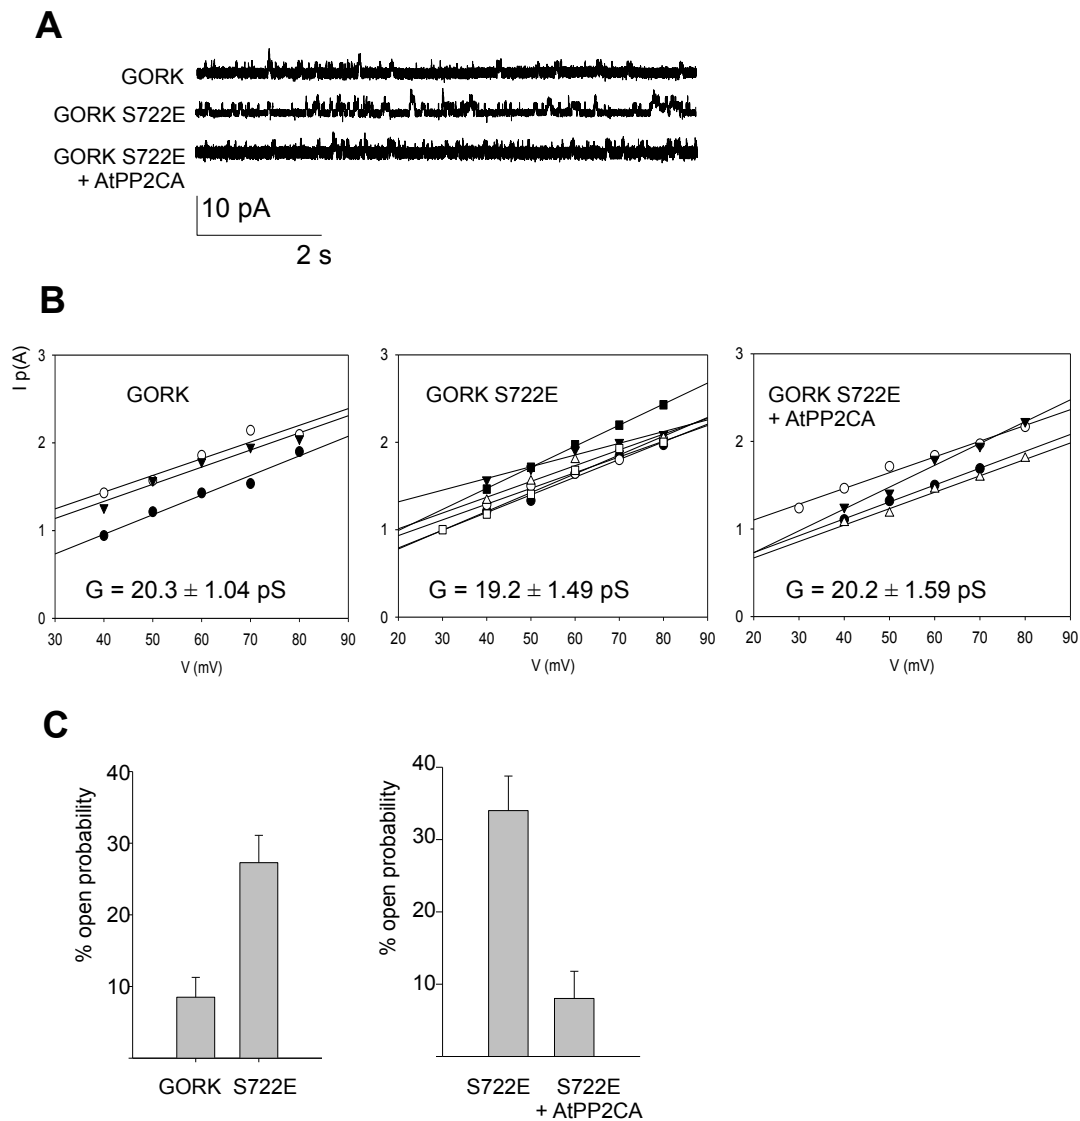 A
GORK
GORK S722E
GORK S722E
+ AtPP2CA
10 pA
2 s
B
I p(A)
3
2
1
0
GORK
G = 20.3 ± 1.04 pS
30 40 50 60 70 80 90
V (mV)
3
2
1
0
GORK S722E
G = 19.2 ± 1.49 pS
20 30 40 50 60 70 80 90
V (mV)
3
2
1
0
GORK S722E
+ AtPP2CA
G = 20.2 ± 1.59 pS
20 30 40 50 60 70 80 90
V (mV)
C
% open probability
40
30
20
10
GORK S722E
% open probability
40
30
20
10
S722E S722E
+ AtPP2CA